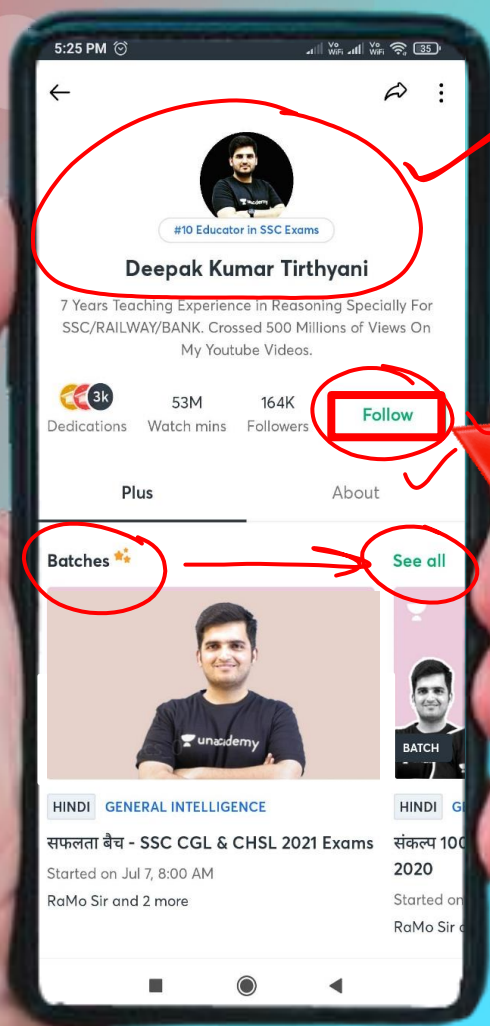 5:25 PM
Vo WiFi Vo WiFi 35
#10 Educator in SSC Exams
Deepak Kumar Tirthyani
7 Years Teaching Experience in Reasoning Specially For
SSC/RAILWAY/BANK. Crossed 500 Millions of Views On
My Youtube Videos.
3k 53M 164K Follow
Dedications Watch mins Followers
Plus About
Batches See all
unacademy
BATCH
HINDI GENERAL INTELLIGENCE
सफलता बैच - SSC CGL & CHSL 2021 Exams
Started on Jul 7, 8:00 AM
RaMo Sir and 2 more
HINDI
संकल्प 100
2020
Started on
RaMo Sir